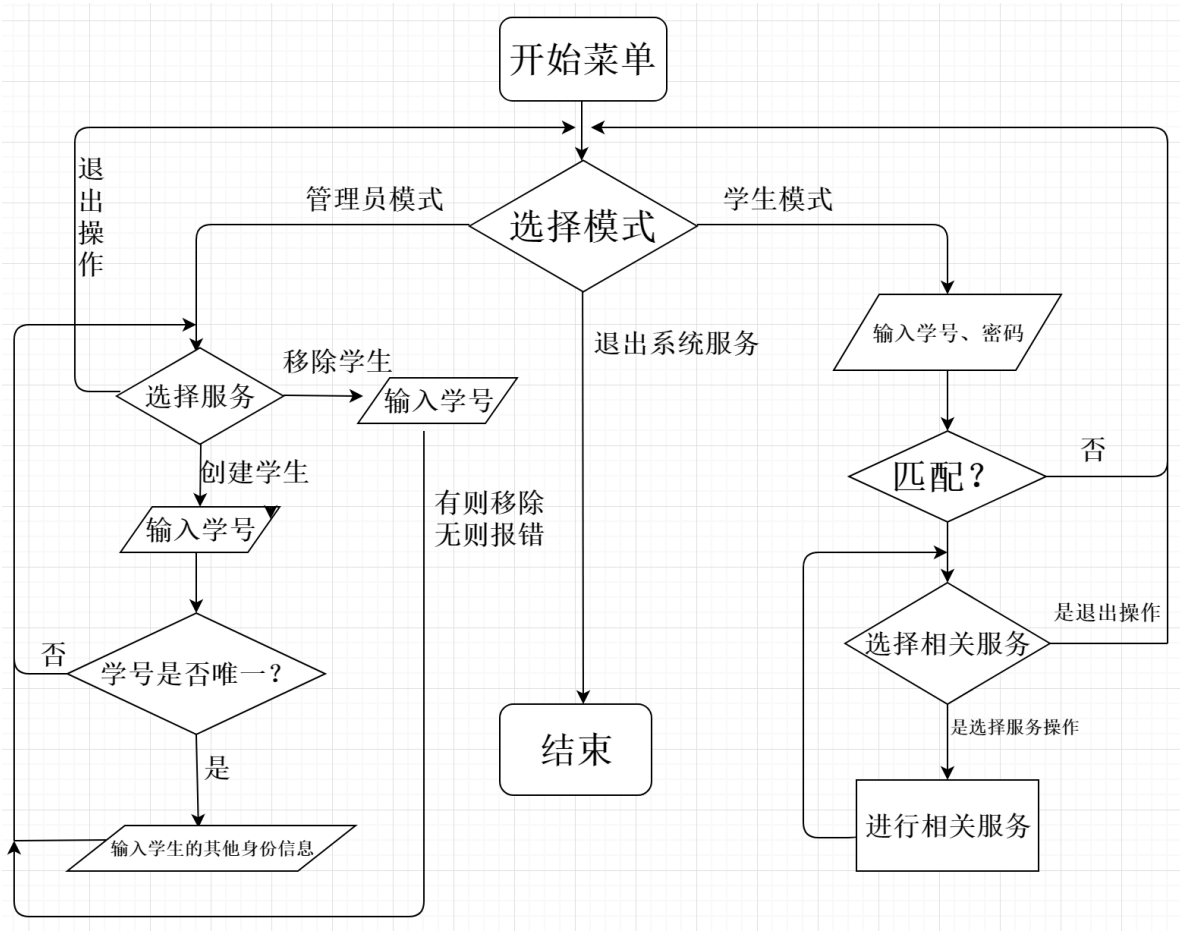 开始菜单
退出操作
管理员模式
选择模式
学生模式
退出系统服务
输入学号、密码
移除学生
选择服务
输入学号
匹配？
否
创建学生
有则移除
无则报错
输入学号
是退出操作
选择相关服务
否
学号是否唯一？
是选择服务操作
结束
是
进行相关服务
输入学生的其他身份信息